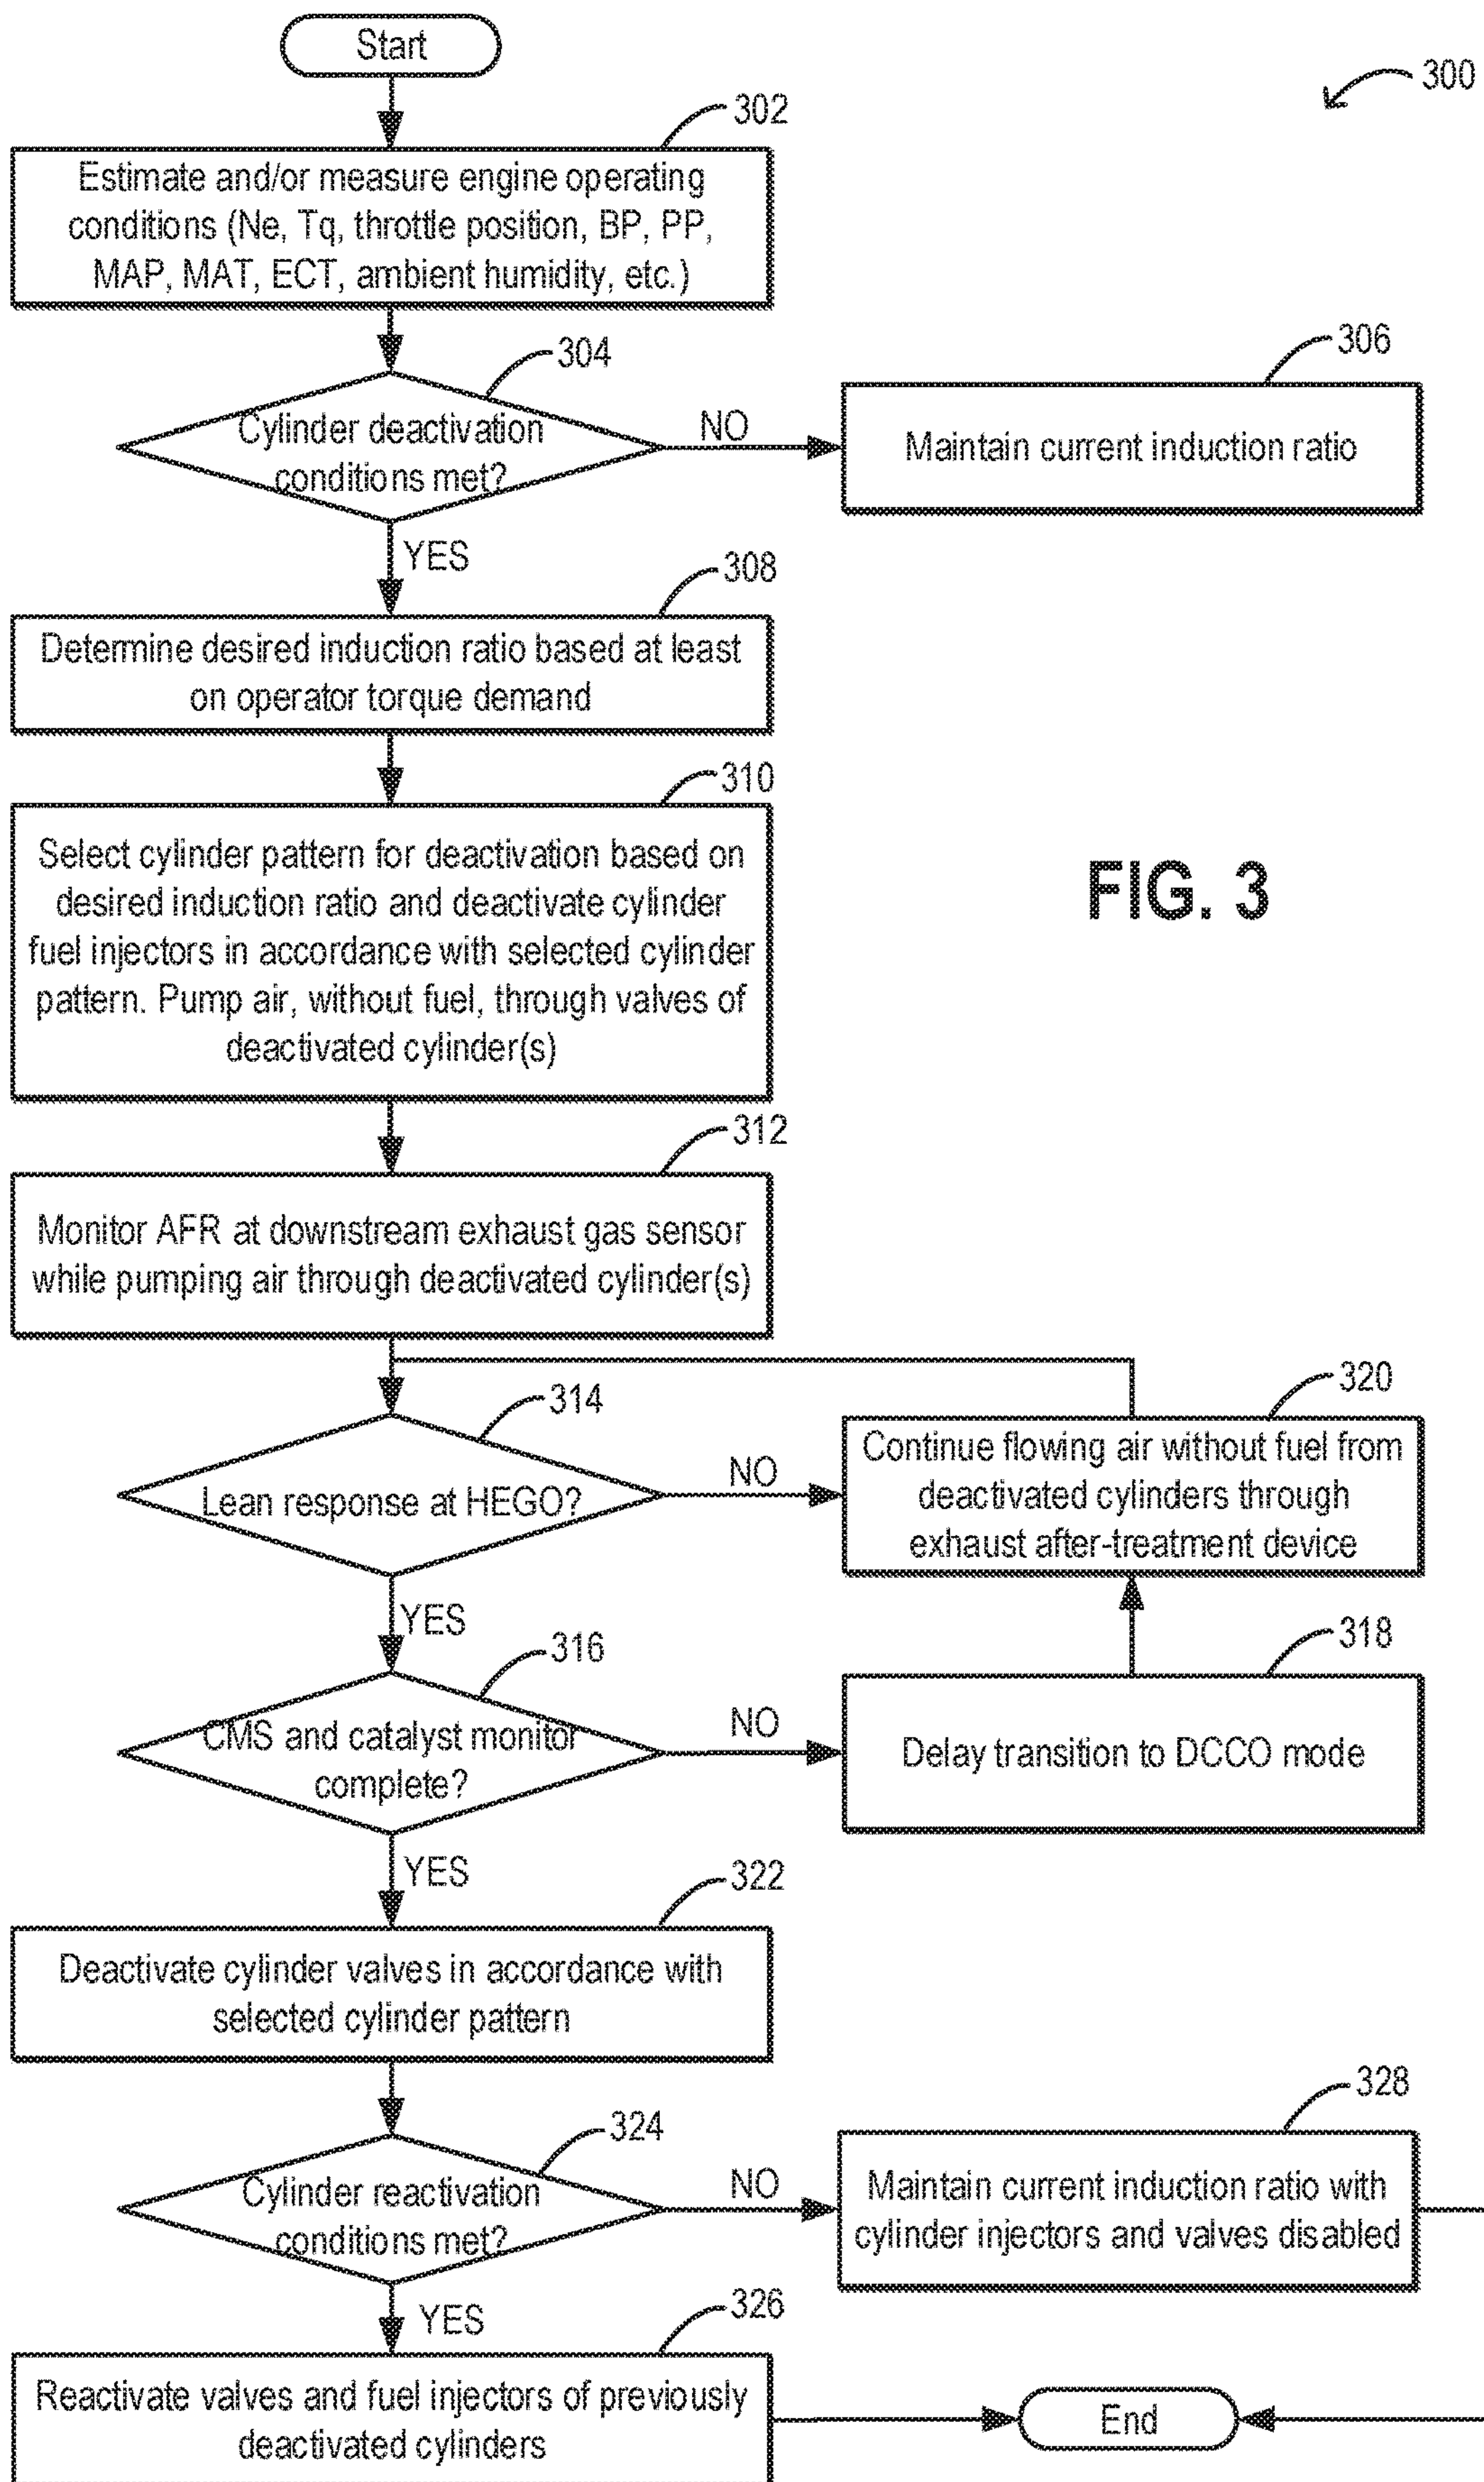 Start
300
302
Estimate and/or measure engine operating
conditions (Ne, Tq, throttle position, BP, PP,
MAP, MAT, ECT, ambient humidity, etc.)
304
Cylinder deactivation
conditions met?
NO
306
Maintain current induction ratio
YES
308
Determine desired induction ratio based at least
on operator torque demand
310
Select cylinder pattern for deactivation based on
desired induction ratio and deactivate cylinder
fuel injectors in accordance with selected cylinder
pattern. Pump air, without fuel, through valves of
deactivated cylinder(s)
FIG. 3
312
Monitor AFR at downstream exhaust gas sensor
while pumping air through deactivated cylinder(s)
314
Lean response at HEGO?
NO
320
Continue flowing air without fuel from
deactivated cylinders through
exhaust after-treatment device
YES
316
CMS and catalyst monitor
complete?
NO
318
Delay transition to DCCO mode
YES
322
Deactivate cylinder valves in accordance with
selected cylinder pattern
324
Cylinder reactivation
conditions met?
NO
328
Maintain current induction ratio with
cylinder injectors and valves disabled
YES
326
Reactivate valves and fuel injectors of previously
deactivated cylinders
End